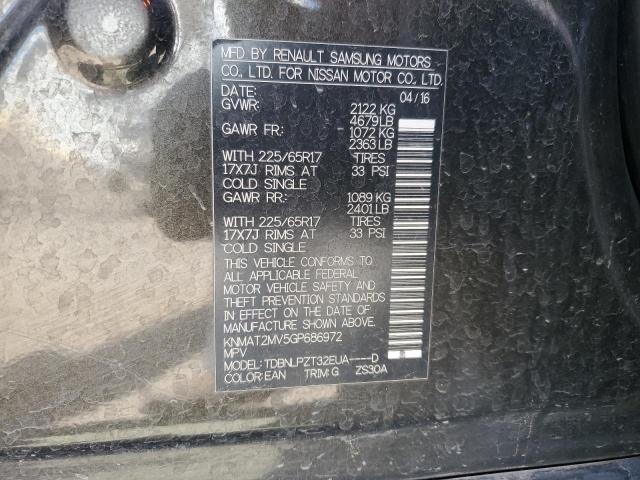 MFD BY RENAULT SAMSUNG MOTORS
CO., LTD. FOR NISSAN MOTOR CO., LTD.
DATE: 04/16
GVWR: 2122 KG
4679LB
GAWR FR: 1072 KG
2363LB
WITH 225/65R17 TIRES
17X7J RIMS AT 33 PSI
COLD SINGLE
GAWR RR: 1089 KG
2401LB
WITH 225/65R17 TIRES
17X7J RIMS AT 33 PSI
COLD SINGLE
THIS VEHICLE CONFORMS TO
ALL APPLICABLE FEDERAL
MOTOR VEHICLE SAFETY AND
THEFT PREVENTION STANDARDS
IN EFFECT ON THE DATE OF
MANUFACTURE SHOWN ABOVE.
KNMAT2MV5GP686972
MPV
MODEL: TDBNLPZT32EUA----D
COLOR: EAN TRIM: G ZS30A